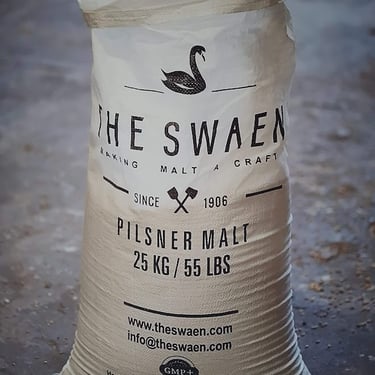 THE SWAEN
MAKING MALT A CRAFT
SINCE 1906
PILSNER MALT
25 KG / 55 LBS
www.theswaen.com
info@theswaen.com
GMP+